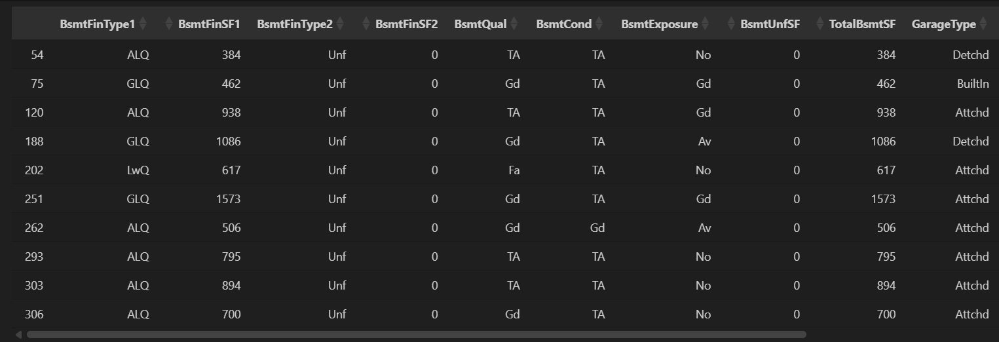 BsmtFinType1 BsmtFinSF1 BsmtFinType2 BsmtFinSF2 BsmtQual BsmtCond BsmtExposure BsmtUnfSF TotalBsmtSF GarageType
54 ALQ 384 Unf 0 TA TA No 0 384 Detchd
75 GLQ 462 Unf 0 Gd TA Gd 0 462 BuiltIn
120 ALQ 938 Unf 0 TA TA Gd 0 938 Attchd
188 GLQ 1086 Unf 0 Gd TA Av 0 1086 Detchd
202 LwQ 617 Unf 0 Fa TA No 0 617 Attchd
251 GLQ 1573 Unf 0 Gd TA Gd 0 1573 Attchd
262 ALQ 506 Unf 0 Gd Gd Av 0 506 Attchd
293 ALQ 795 Unf 0 TA TA No 0 795 Attchd
303 ALQ 894 Unf 0 TA TA No 0 894 Attchd
306 ALQ 700 Unf 0 Gd TA No 0 700 Attchd